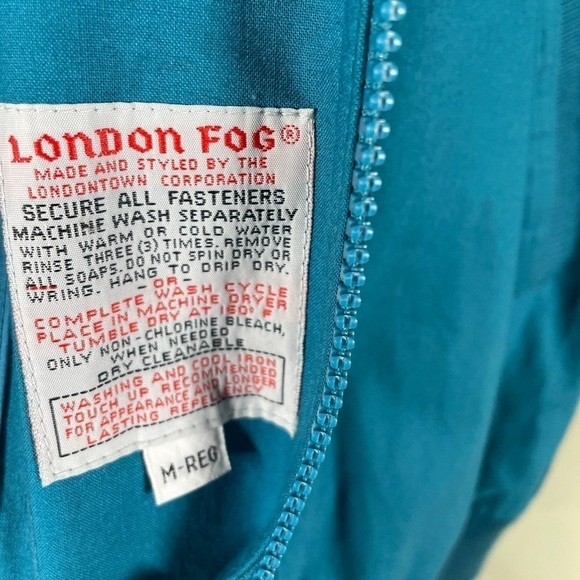 LONDON FOG®
MADE AND STYLED BY THE
LONDONTOWN CORPORATION
SECURE ALL FASTENERS
MACHINE WASH SEPARATELY
WITH WARM OR COLD WATER
RINSE THREE (3) TIMES. REMOVE
ALL SOAPS. DO NOT SPIN DRY OR
WRING. HANG TO DRIP DRY.
-OR-
COMPLETE WASH CYCLE
PLACE IN MACHINE DRYER
TUMBLE DRY AT 160° F
ONLY NON-CHLORINE BLEACH,
WHEN NEEDED
DRY CLEANABLE
WASHING AND COOL IRON
TOUCH UP RECOMMENDED
FOR APPEARANCE AND LONGER
LASTING REPELLENCY
M-REG